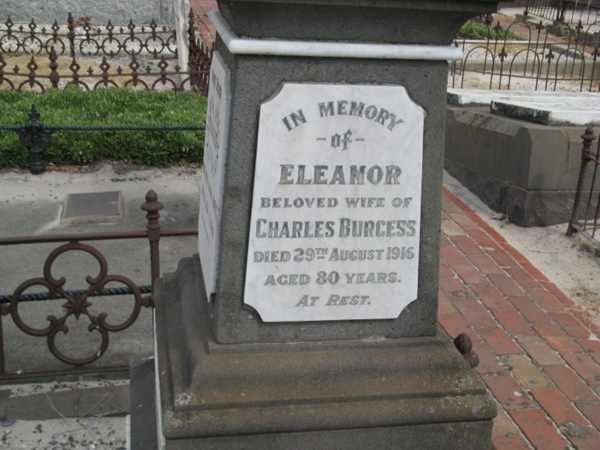 IN MEMORY
- of -
ELEANOR
BELOVED WIFE OF
CHARLES BURGESS
DIED 29TH AUGUST 1916
AGED 80 YEARS.
AT REST.